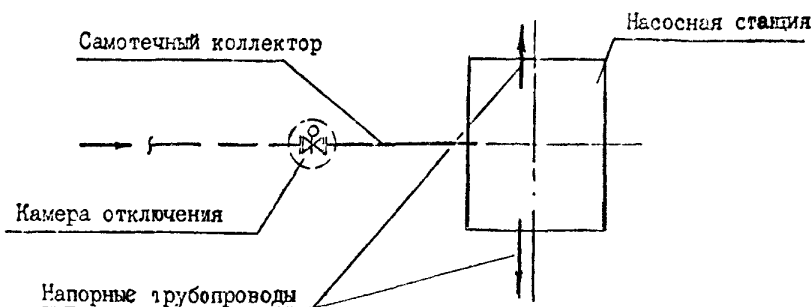 Насосная станция
Самотечный коллектор
Камера отключения
Напорные трубопроводы